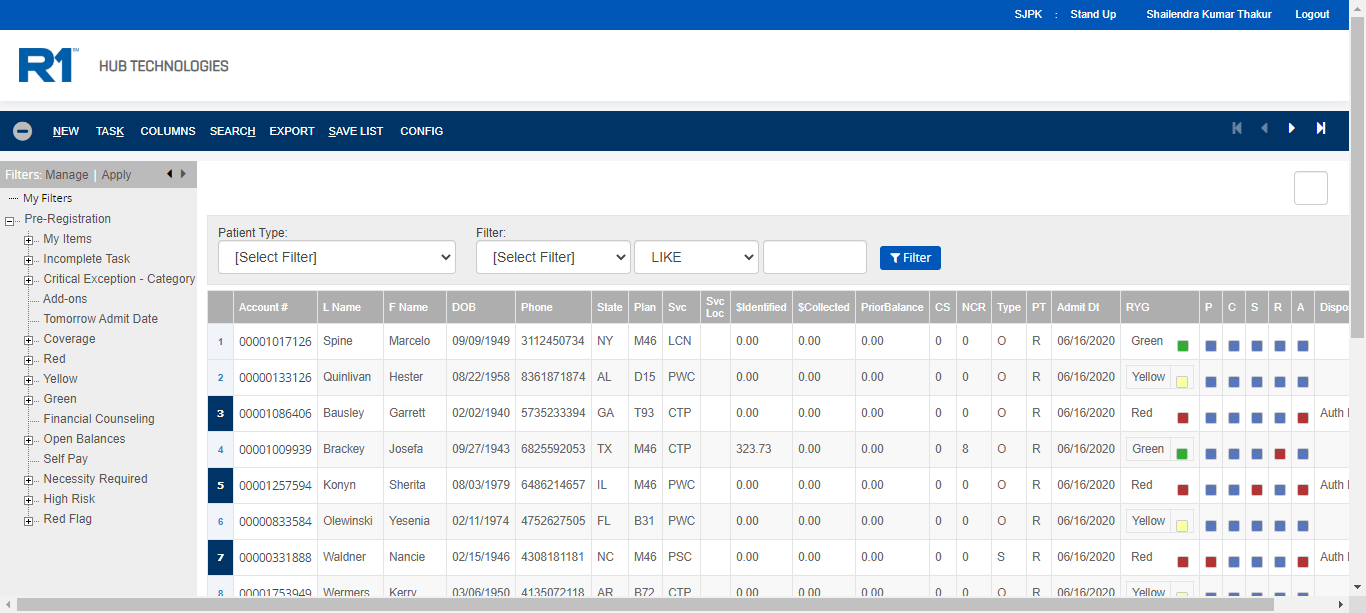 SJPK : Stand Up Shailendra Kumar Thakur Logout
R1 SM HUB TECHNOLOGIES
NEW TASK COLUMNS SEARCH EXPORT SAVE LIST CONFIG
Filters: Manage | Apply
My Filters
Pre-Registration
My Items
Incomplete Task
Critical Exception - Category
Add-ons
Tomorrow Admit Date
Coverage
Red
Yellow
Green
Financial Counseling
Open Balances
Self Pay
Necessity Required
High Risk
Red Flag
Patient Type: Filter:
[Select Filter] [Select Filter] LIKE Filter
Account # L Name F Name DOB Phone State Plan Svc Svc Loc $Identified $Collected PriorBalance CS NCR Type PT Admit Dt RYG P C S R A Dispo
1 00001017126 Spine Marcelo 09/09/1949 3112450734 NY M46 LCN 0.00 0.00 0.00 0 0 O R 06/16/2020 Green
2 00000133126 Quinlivan Hester 08/22/1958 8361871874 AL D15 PWC 0.00 0.00 0.00 0 0 O R 06/16/2020 Yellow
3 00001086406 Bausley Garrett 02/02/1940 5735233394 GA T93 CTP 0.00 0.00 0.00 0 0 O R 06/16/2020 Red Auth
4 00001009939 Brackey Josefa 09/27/1943 6825592053 TX M46 CTP 323.73 0.00 0.00 0 8 O R 06/16/2020 Green
5 00001257594 Konyn Sherita 08/03/1979 6486214657 IL M46 PWC 0.00 0.00 0.00 0 0 O R 06/16/2020 Red Auth
6 00000833584 Olewinski Yesenia 02/11/1974 4752627505 FL B31 PWC 0.00 0.00 0.00 0 0 O R 06/16/2020 Yellow
7 00000331888 Waldner Nancie 02/15/1946 4308181181 NC M46 PSC 0.00 0.00 0.00 0 0 S R 06/16/2020 Red Auth
8 00001753949 Wermers Kerry 03/06/1950 4135072118 AR B72 CTP 0.00 0.00 0.00 0 0 O R 06/16/2020 Yellow